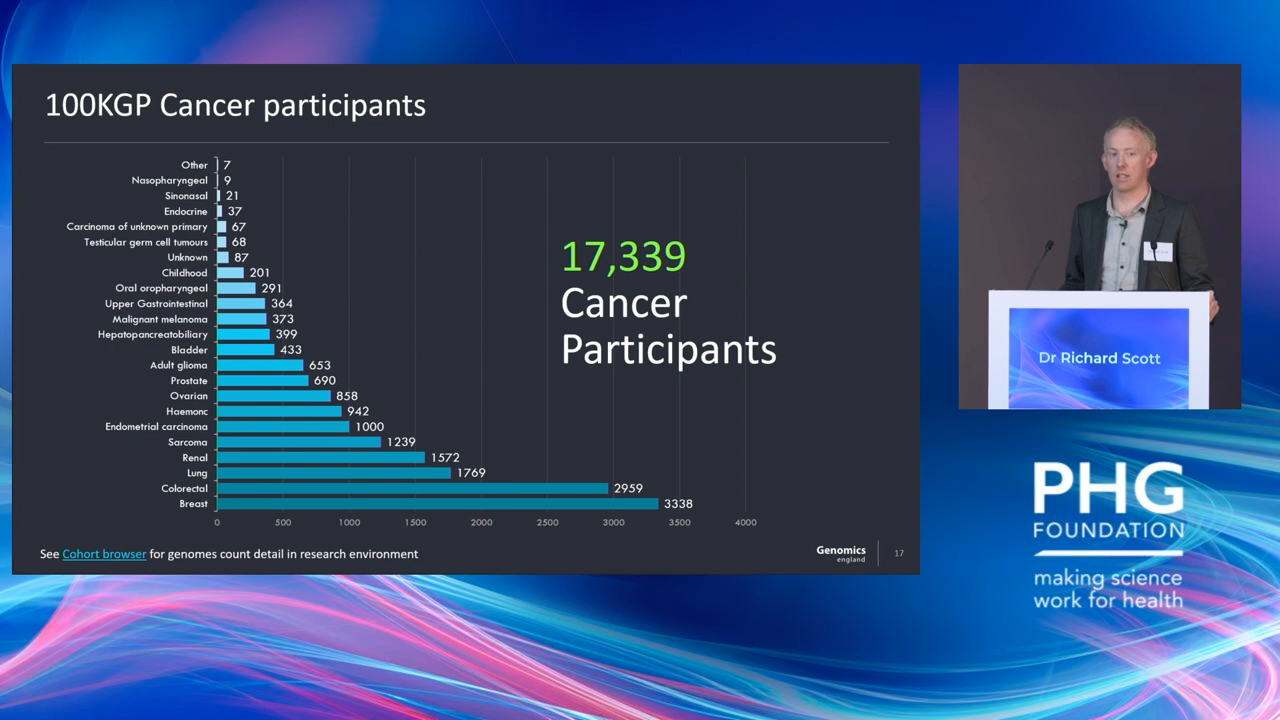 100KGP Cancer participants
Other 7
Nasopharyngeal 9
Sinonasal 21
Endocrine 37
Carcinoma of unknown primary 67
Testicular germ cell tumours 68
Unknown 87
Childhood 201
Oral oropharyngeal 291
Upper Gastrointestinal 364
Malignant melanoma 373
Hepatopancreatobiliary 399
Bladder 433
Adult glioma 653
Prostate 690
Ovarian 858
Haemonc 942
Endometrial carcinoma 1000
Sarcoma 1239
Renal 1572
Lung 1769
Colorectal 2959
Breast 3338
0 500 1000 1500 2000 2500 3000 3500 4000
17,339
Cancer
Participants
See Cohort browser for genomes count detail in research environment
Genomics
england
17
Dr Richard Scott
PHG
FOUNDATION
making science
work for health